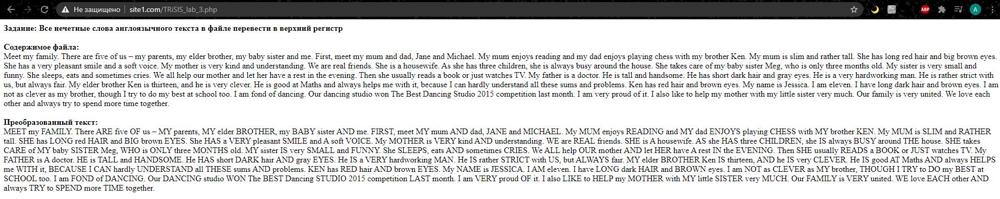 Не защищено
site1.com/TRiSIS_lab_3.php
ABP
A
Задание: Все нечетные слова англоязычного текста в файле перевести в верхний регистр
Содержимое файла:
Meet my family. There are five of us – my parents, my elder brother, my baby sister and me. First, meet my mum and dad, Jane and Michael. My mum enjoys reading and my dad enjoys playing chess with my brother Ken. My mum is slim and rather tall. She has long red hair and big brown eyes.
She has a very pleasant smile and a soft voice. My mother is very kind and understanding. We are real friends. She is a housewife. As she has three children, she is always busy around the house. She takes care of my baby sister Meg, who is only three months old. My sister is very small and
funny. She sleeps, eats and sometimes cries. We all help our mother and let her have a rest in the evening. Then she usually reads a book or just watches TV. My father is a doctor. He is tall and handsome. He has short dark hair and gray eyes. He is a very hardworking man. He is rather strict with
us, but always fair. My elder brother Ken is thirteen, and he is very clever. He is good at Maths and always helps me with it, because I can hardly understand all these sums and problems. Ken has red hair and brown eyes. My name is Jessica. I am eleven. I have long dark hair and brown eyes. I am
not as clever as my brother, though I try to do my best at school too. I am fond of dancing. Our dancing studio won The Best Dancing Studio 2015 competition last month. I am very proud of it. I also like to help my mother with my little sister very much. Our family is very united. We love each
other and always try to spend more time together.
Преобразованный текст:
MEET my FAMILY. There ARE five OF us – MY parents, MY elder BROTHER, my BABY sister AND me. FIRST, meet MY mum AND dad, JANE and MICHAEL. My MUM enjoys READING and MY dad ENJOYS playing CHESS with MY brother KEN. My MUM is SLIM and RATHER
tall. SHE has LONG red HAIR and BIG brown EYES. She HAS a VERY pleasant SMILE and A soft VOICE. My MOTHER is VERY kind AND understanding. WE are REAL friends. SHE is A housewife. AS she HAS three CHILDREN, she IS always BUSY around THE house. SHE takes
CARE of MY baby SISTER Meg, WHO is ONLY three MONTHS old. MY sister IS very SMALL and FUNNY. She SLEEPS, eats AND sometimes CRIES. We ALL help OUR mother AND let HER have A rest IN the EVENING. Then SHE usually READS a BOOK or JUST watches TV. My
FATHER is A doctor. HE is TALL and HANDSOME. He HAS short DARK hair AND gray EYES. He IS a VERY hardworking MAN. He IS rather STRICT with US, but ALWAYS fair. MY elder BROTHER Ken IS thirteen, AND he IS very CLEVER. He IS good AT Maths AND always HELPS
me WITH it, BECAUSE I CAN hardly UNDERSTAND all THESE sums AND problems. KEN has RED hair AND brown EYES. My NAME is JESSICA. I AM eleven. I have LONG dark HAIR and BROWN eyes. I am NOT as CLEVER as MY brother, THOUGH I TRY to DO my BEST at
SCHOOL too. I am FOND of DANCING. Our DANCING studio WON The BEST Dancing STUDIO 2015 competition LAST month. I am VERY proud OF it. I also LIKE to HELP my MOTHER with MY little SISTER very MUCH. Our FAMILY is VERY united. WE love EACH other AND
always TRY to SPEND more TIME together.